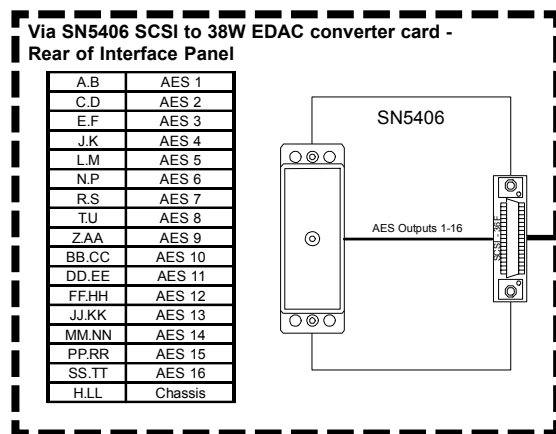 Via SN5406 SCSI to 38W EDAC converter card -
Rear of Interface Panel
A.B AES 1
C.D AES 2
E.F AES 3
J.K AES 4
L.M AES 5
N.P AES 6
R.S AES 7
T.U AES 8
Z.AA AES 9
BB.CC AES 10
DD.EE AES 11
FF.HH AES 12
JJ.KK AES 13
MM.NN AES 14
PP.RR AES 15
SS.TT AES 16
H.LL Chassis
SN5406
AES Outputs 1-16
SCSI - 36F